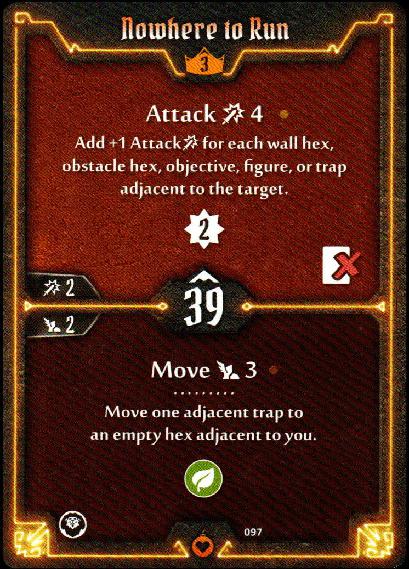 Nowhere to Run
3
Attack 4
Add +1 Attack for each wall hex,
obstacle hex, objective, figure, or trap
adjacent to the target.
2
2
39
2
Move 3
Move one adjacent trap to
an empty hex adjacent to you.
097